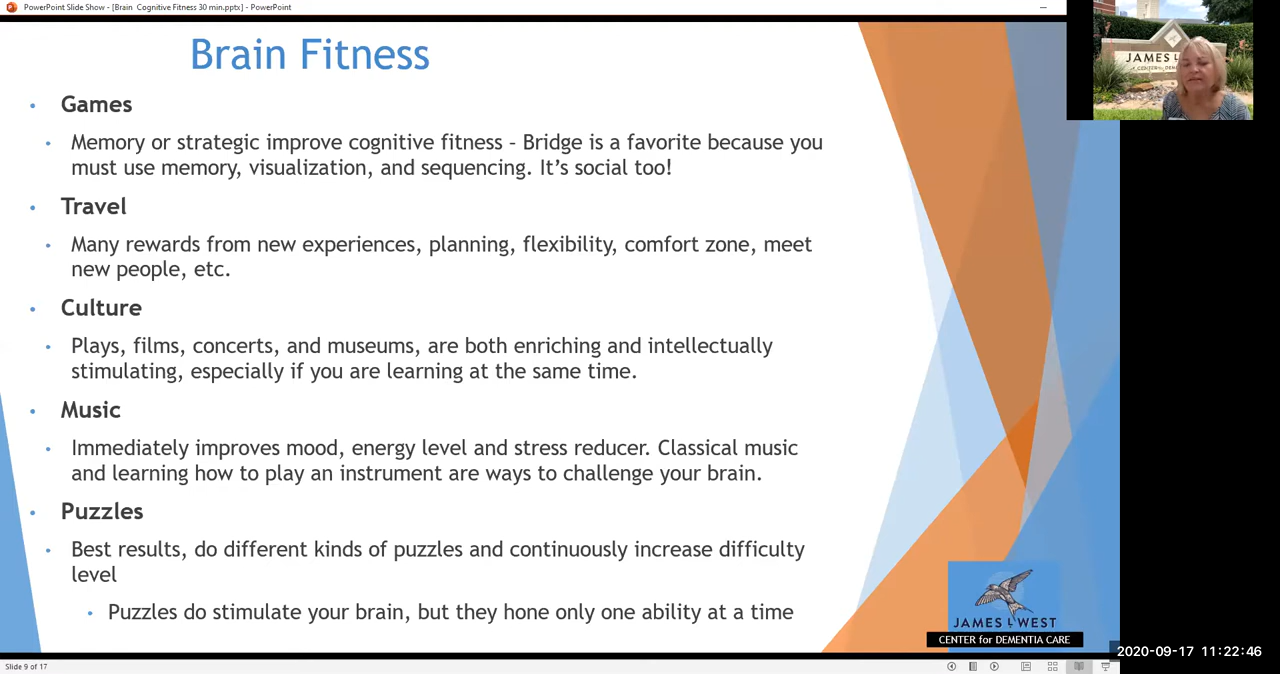 PowerPoint Slide Show - [Brain  Cognitive Fitness 30 min.pptx] - PowerPoint
Brain Fitness
JAMES L
CENTER
DEM
• Games
• Memory or strategic improve cognitive fitness – Bridge is a favorite because you
must use memory, visualization, and sequencing. It's social too!
• Travel
• Many rewards from new experiences, planning, flexibility, comfort zone, meet
new people, etc.
• Culture
• Plays, films, concerts, and museums, are both enriching and intellectually
stimulating, especially if you are learning at the same time.
• Music
• Immediately improves mood, energy level and stress reducer. Classical music
and learning how to play an instrument are ways to challenge your brain.
• Puzzles
• Best results, do different kinds of puzzles and continuously increase difficulty
level
• Puzzles do stimulate your brain, but they hone only one ability at a time
JAMES L WEST
CENTER for DEMENTIA CARE
2020-09-17 11:22:46
Slide 9 of 17